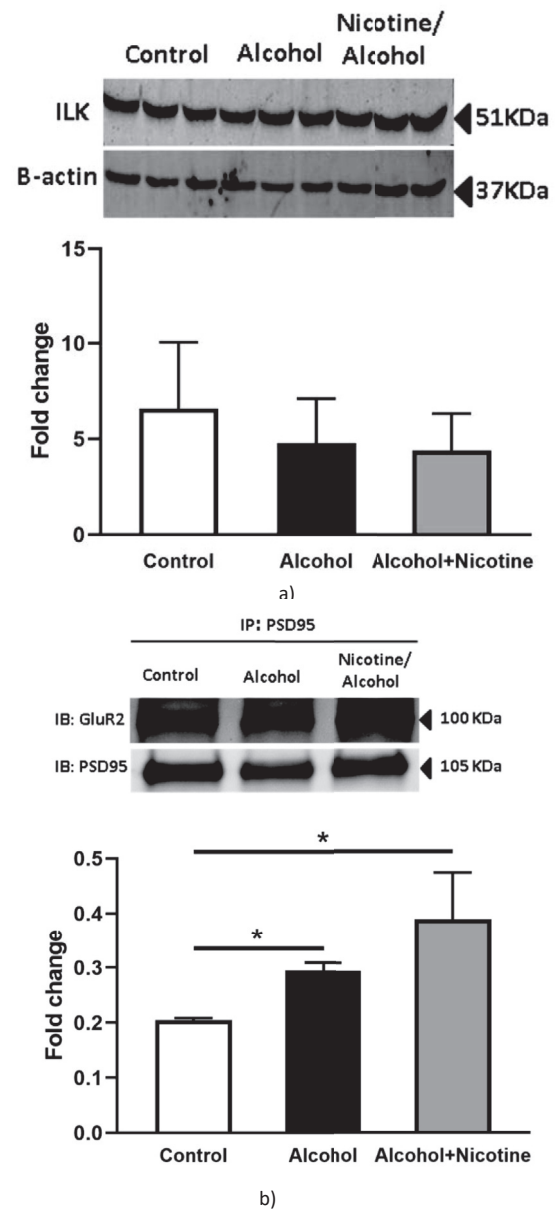 Nicotine/
Control Alcohol Alcohol
ILK 51KDa
B-actin 37KDa
15
10
5
0
Fold change
Control Alcohol Alcohol+Nicotine
a)
IP: PSD95
Nicotine/
Control Alcohol Alcohol
IB: GluR2 100 KDa
IB: PSD95 105 KDa
* 
*
0.5
0.4
0.3
0.2
0.1
0.0
Fold change
Control Alcohol Alcohol+Nicotine
b)